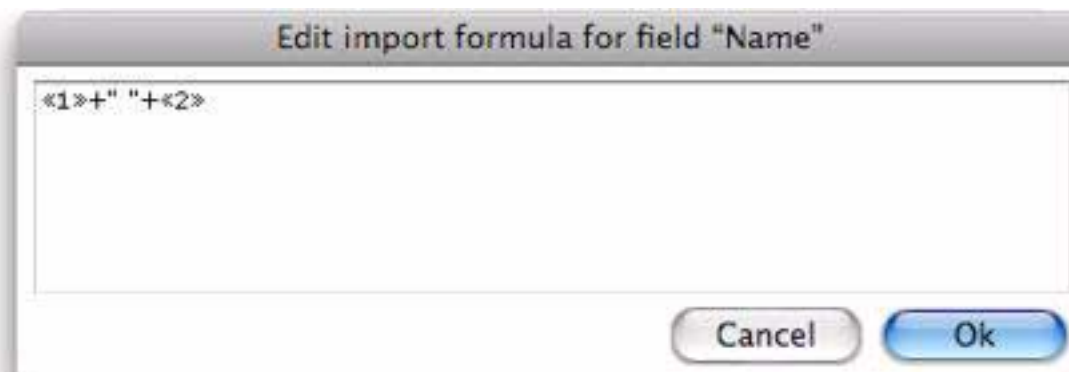 Edit import formula for field “Name”
«1»+" "+«2»
Cancel Ok